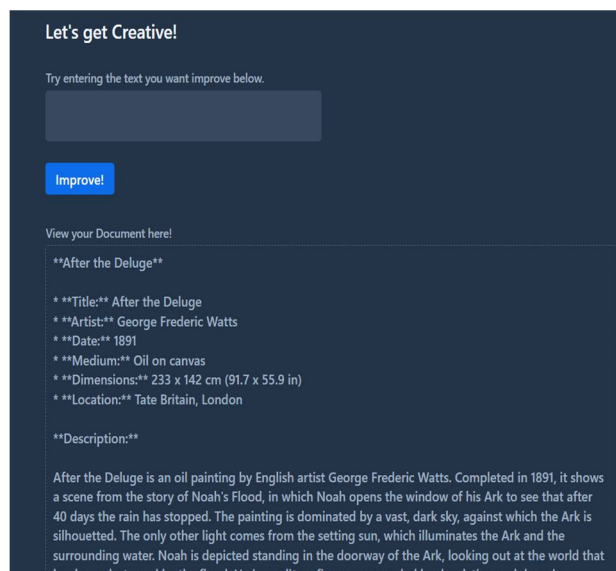 Let's get Creative!
Try entering the text you want improve below.
Improve!
View your Document here!
**After the Deluge**
* **Title:** After the Deluge
* **Artist:** George Frederic Watts
* **Date:** 1891
* **Medium:** Oil on canvas
* **Dimensions:** 233 x 142 cm (91.7 x 55.9 in)
* **Location:** Tate Britain, London
**Description:**
After the Deluge is an oil painting by English artist George Frederic Watts. Completed in 1891, it shows
a scene from the story of Noah's Flood, in which Noah opens the window of his Ark to see that after
40 days the rain has stopped. The painting is dominated by a vast, dark sky, against which the Ark is
silhouetted. The only other light comes from the setting sun, which illuminates the Ark and the
surrounding water. Noah is depicted standing in the doorway of the Ark, looking out at the world that